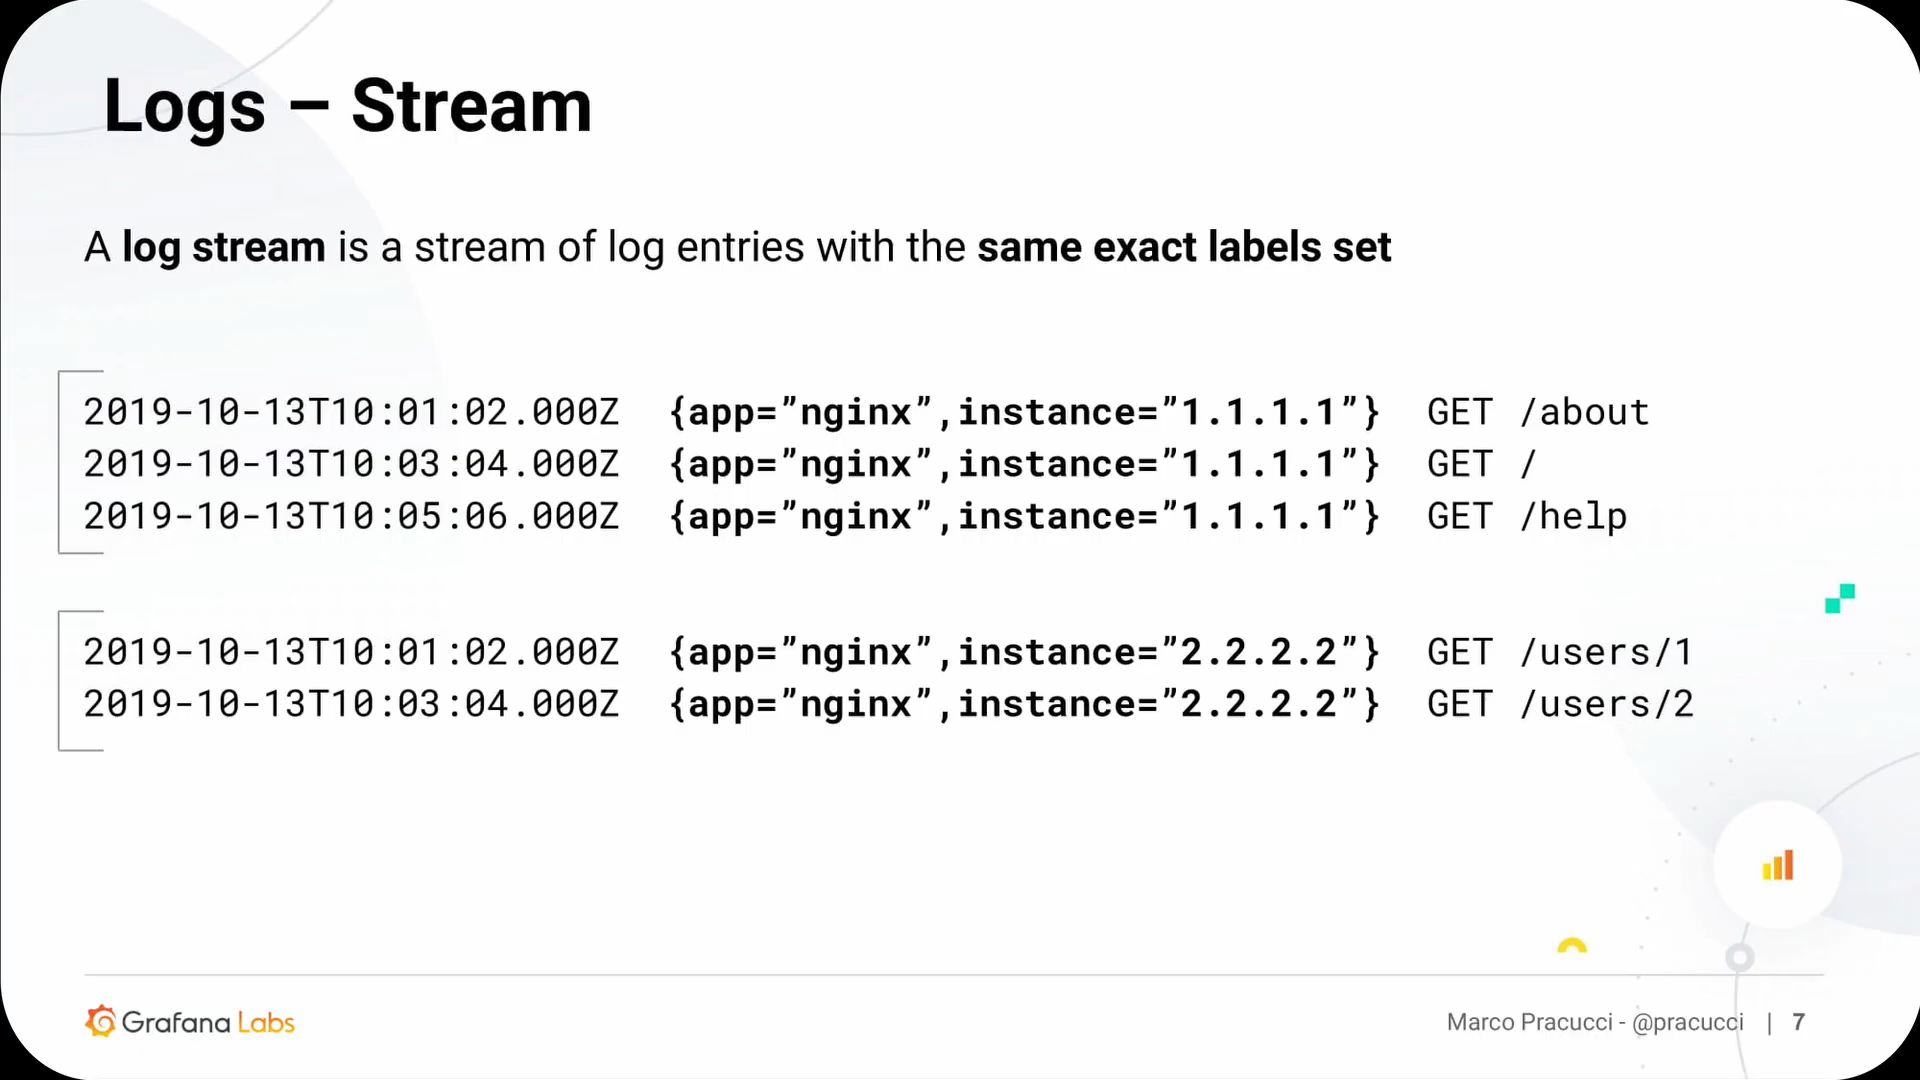 Logs – Stream
A log stream is a stream of log entries with the same exact labels set
2019-10-13T10:01:02.000Z {app=”nginx”,instance=”1.1.1.1”} GET /about
2019-10-13T10:03:04.000Z {app=”nginx”,instance=”1.1.1.1”} GET /
2019-10-13T10:05:06.000Z {app=”nginx”,instance=”1.1.1.1”} GET /help
2019-10-13T10:01:02.000Z {app=”nginx”,instance=”2.2.2.2”} GET /users/1
2019-10-13T10:03:04.000Z {app=”nginx”,instance=”2.2.2.2”} GET /users/2
Grafana Labs
Marco Pracucci - @pracucci | 7